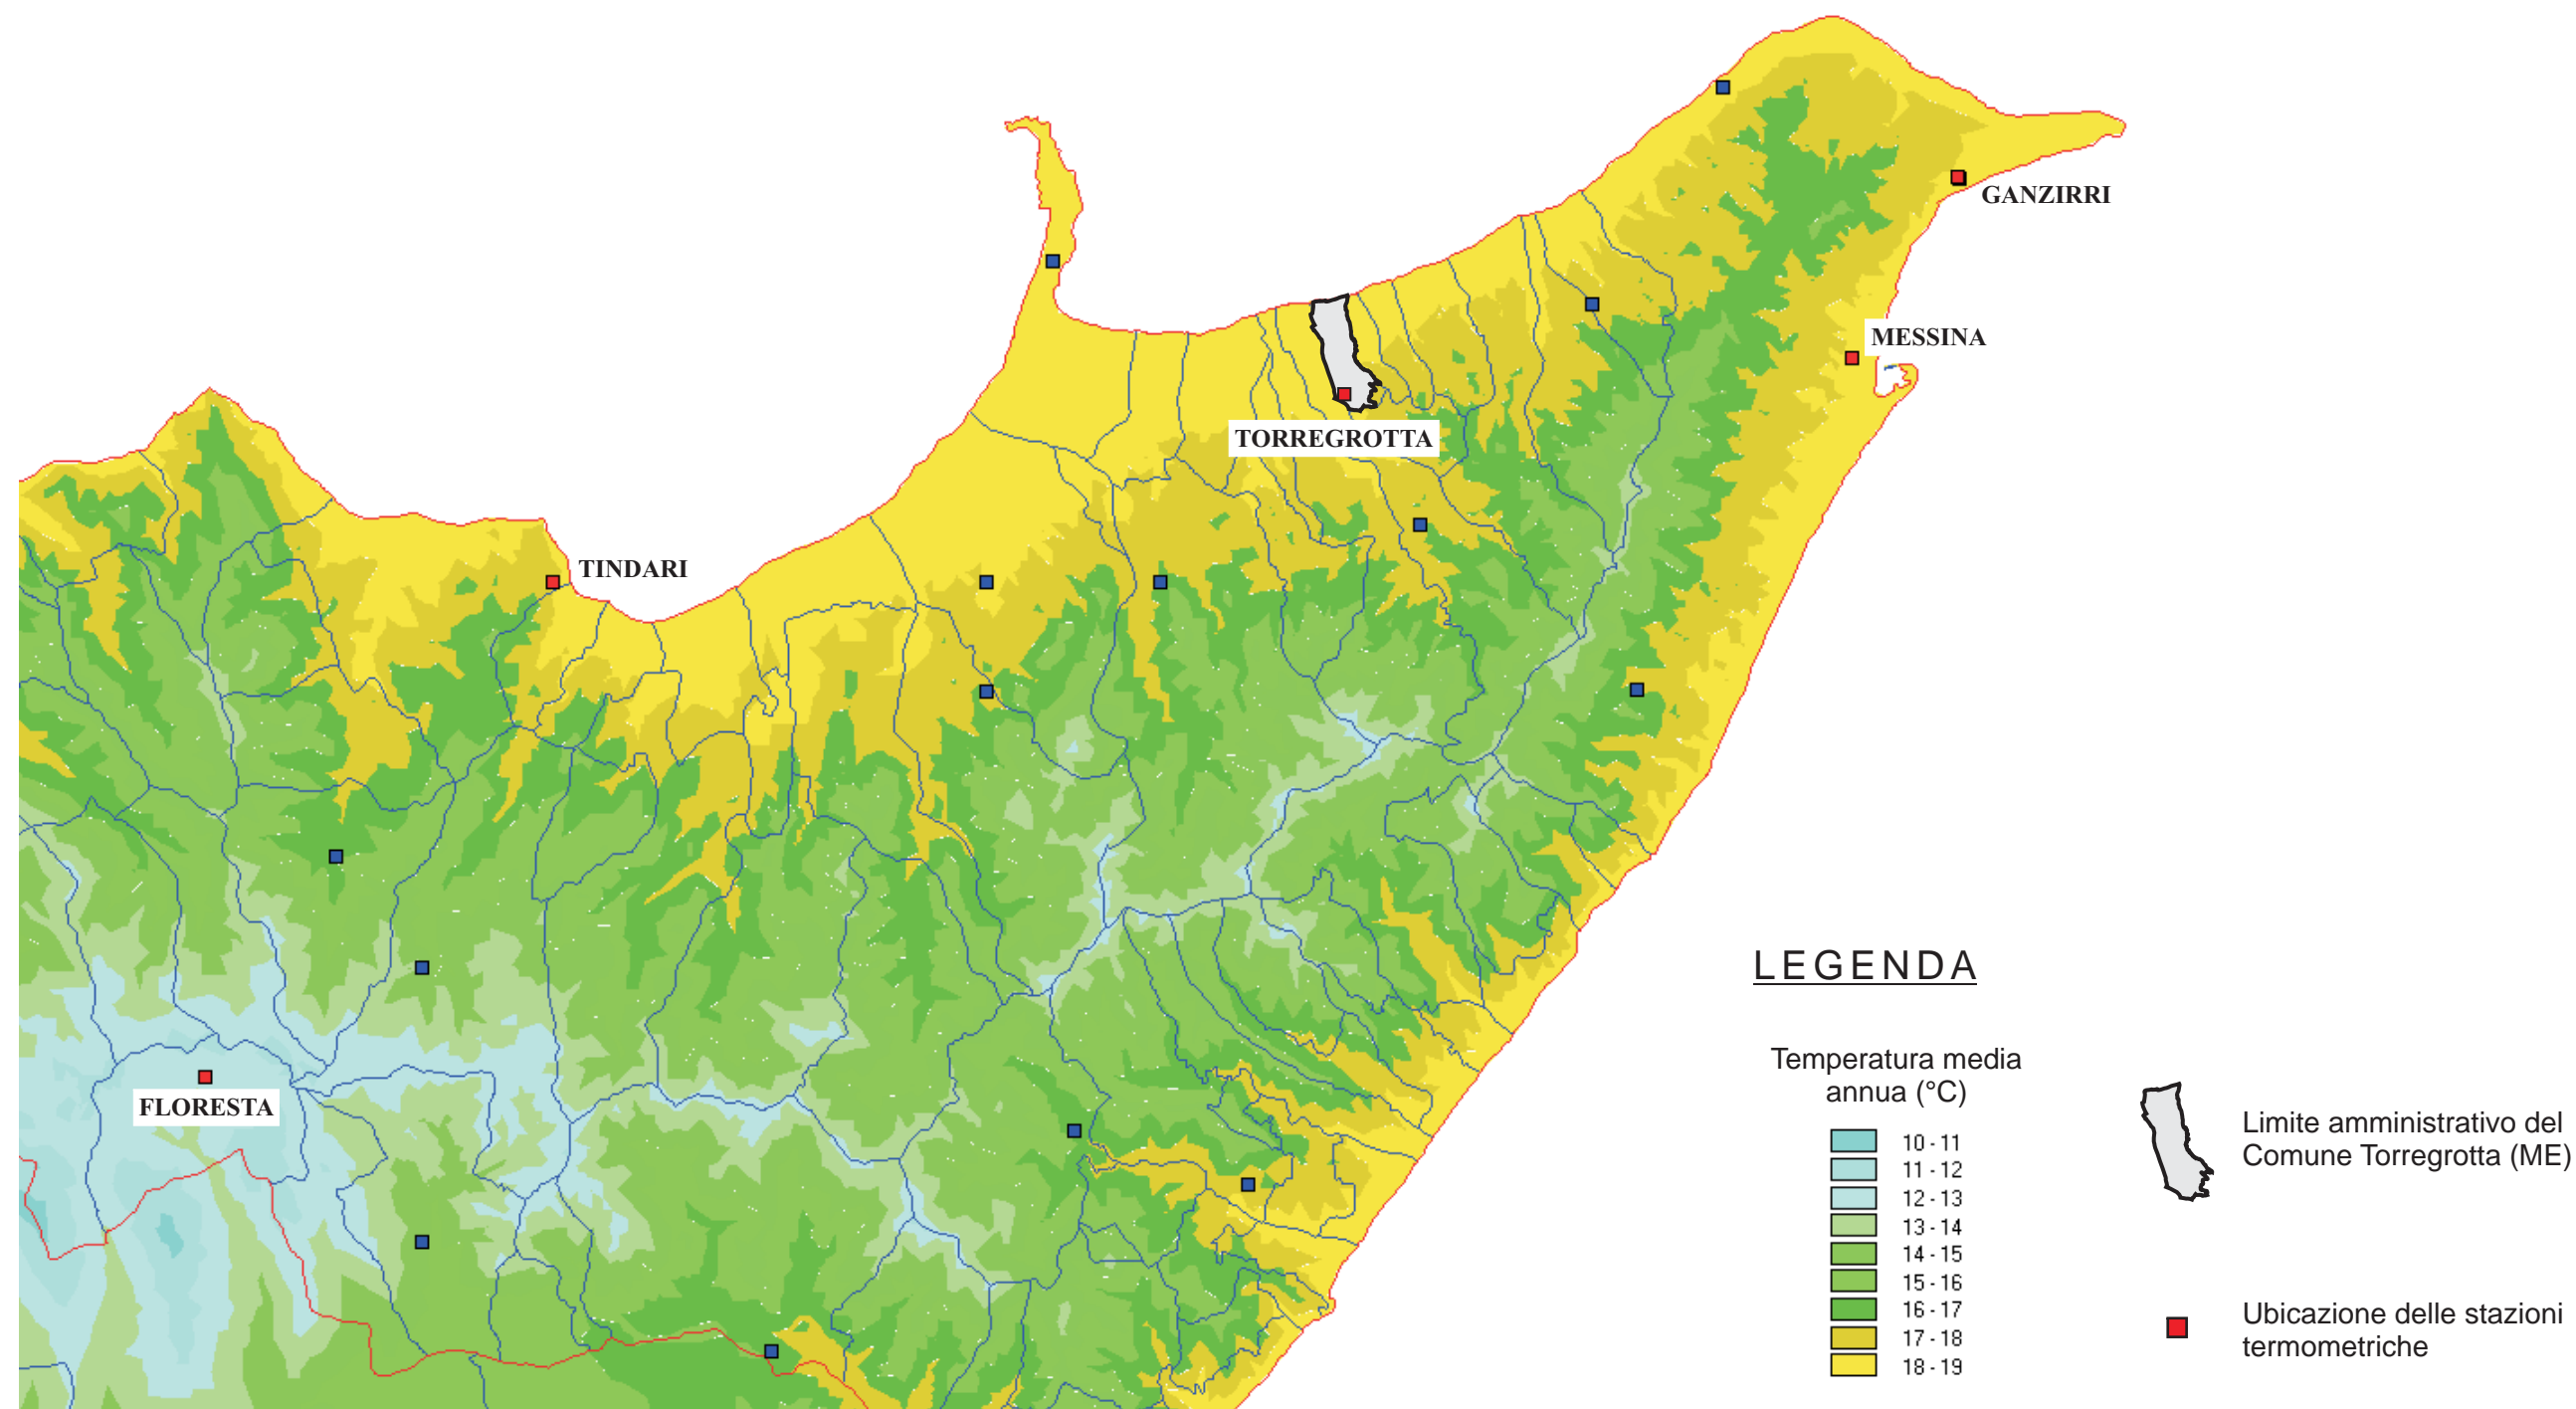 GANZIRRI
MESSINA
TORREGROTTA
TINDARI
FLORESTA
LEGENDA
Temperatura media
annua (°C)
10 - 11
11 - 12
12 - 13
13 - 14
14 - 15
15 - 16
16 - 17
17 - 18
18 - 19
Limite amministrativo del
Comune Torregrotta (ME)
Ubicazione delle stazioni
termometriche